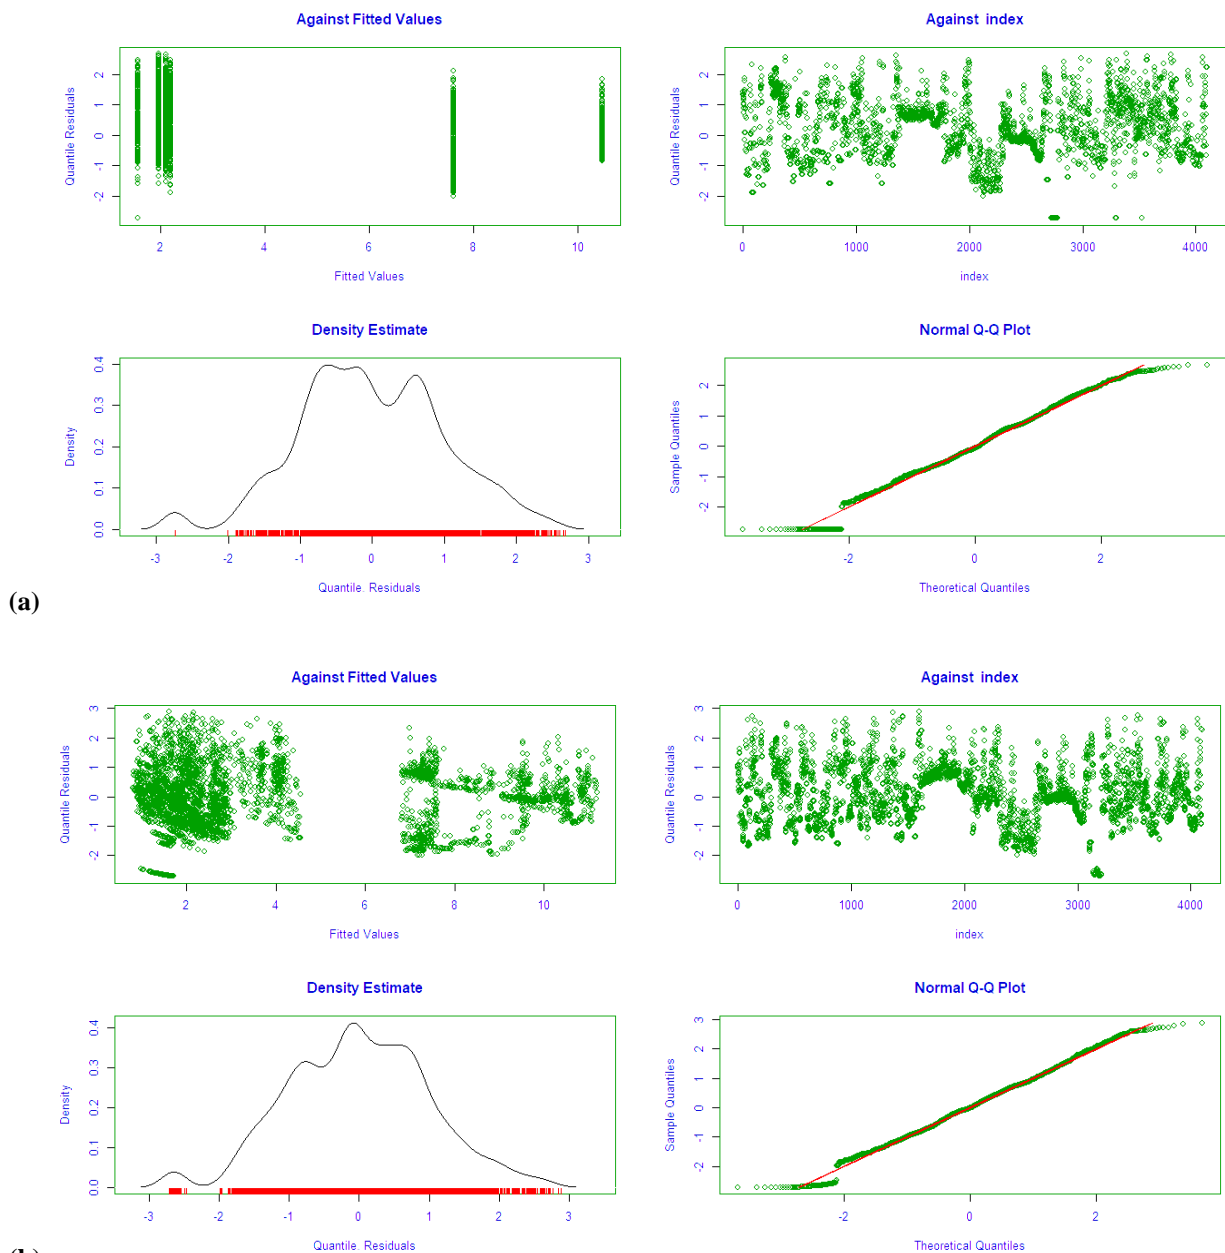 Against Fitted Values
Quantile Residuals
-2 -1 0 1 2
2 4 6 8 10
Fitted Values
Against index
Quantile Residuals
-2 -1 0 1 2
0 1000 2000 3000 4000
index
Density Estimate
Density
0.0 0.1 0.2 0.3 0.4
-3 -2 -1 0 1 2 3
Quantile. Residuals
Normal Q-Q Plot
Sample Quantiles
-2 -1 0 1 2
-2 0 2
Theoretical Quantiles
(a)
Against Fitted Values
Quantile Residuals
-2 -1 0 1 2 3
2 4 6 8 10
Fitted Values
Against index
Quantile Residuals
-2 -1 0 1 2 3
0 1000 2000 3000 4000
index
Density Estimate
Density
0.0 0.1 0.2 0.3 0.4
-3 -2 -1 0 1 2 3
Quantile. Residuals
Normal Q-Q Plot
Sample Quantiles
-2 -1 0 1 2 3
-2 0 2
Theoretical Quantiles
(b)